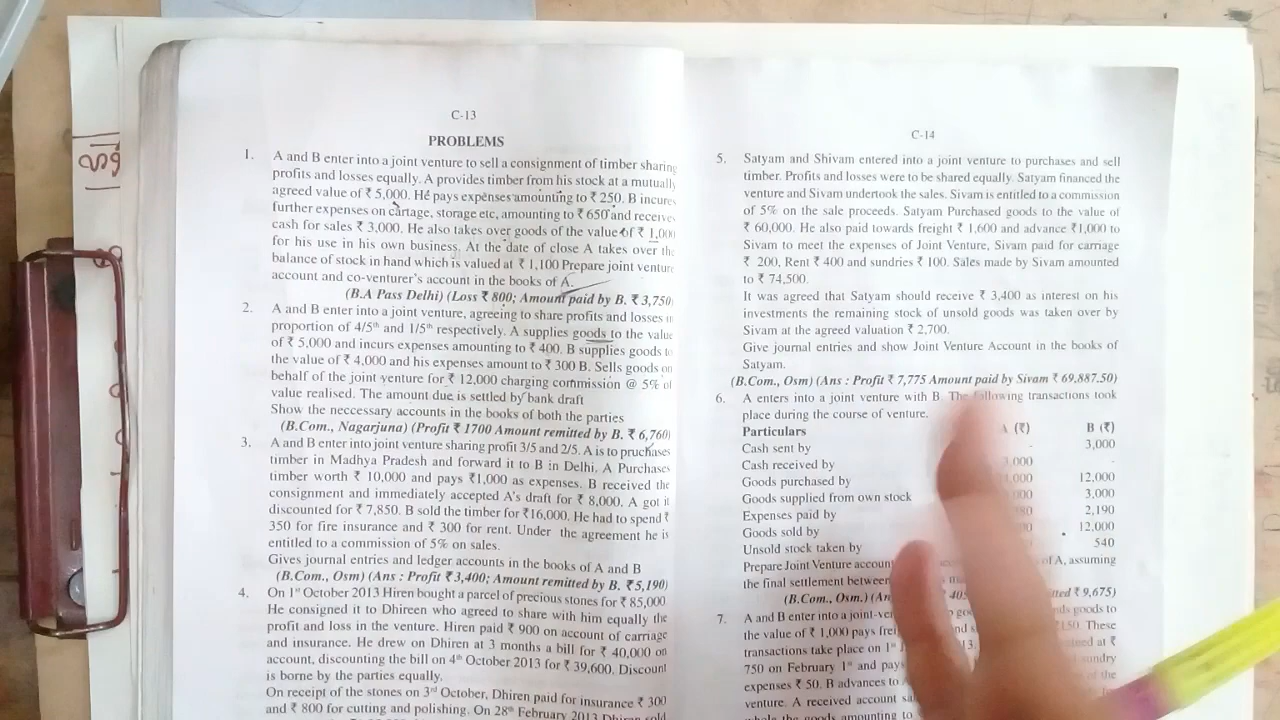 C-13
PROBLEMS
1. A and B enter into a joint venture to sell a consignment of timber sharing
profits and losses equally. A provides timber from his stock at a mutually
agreed value of ₹ 5,000. He pays expenses amounting to ₹ 250. B incures
further expenses on cartage, storage etc, amounting to ₹ 650 and receives
cash for sales ₹ 3,000. He also takes over goods of the value of ₹ 1,000
for his use in his own business. At the date of close A takes over the
balance of stock in hand which is valued at ₹ 1,100 Prepare joint venture
account and co-venturer's account in the books of A.
(B.A Pass Delhi) (Loss ₹ 800; Amount paid by B. ₹ 3,750)
2. A and B enter into a joint venture, agreeing to share profits and losses in
proportion of 4/5th and 1/5th respectively. A supplies goods to the value
of ₹ 5,000 and incurs expenses amounting to ₹ 400. B supplies goods to
the value of ₹ 4,000 and his expenses amount to ₹ 300 B. Sells goods on
behalf of the joint venture for ₹ 12,000 charging commission @ 5% of
value realised. The amount due is settled by bank draft
Show the neccessary accounts in the books of both the parties
(B.Com., Nagarjuna) (Profit ₹ 1700 Amount remitted by B. ₹ 6,760)
3. A and B enter into joint venture sharing profit 3/5 and 2/5. A is to pruchases
timber in Madhya Pradesh and forward it to B in Delhi. A Purchases
timber worth ₹ 10,000 and pays ₹1,000 as expenses. B received the
consignment and immediately accepted A's draft for ₹ 8,000. A got it
discounted for ₹ 7,850. B sold the timber for ₹16,000. He had to spend ₹
350 for fire insurance and ₹ 300 for rent. Under the agreement he is
entitled to a commission of 5% on sales.
Gives journal entries and ledger accounts in the books of A and B
(B.Com., Osm) (Ans : Profit ₹ 3,400; Amount remitted by B. ₹ 5,190)
4. On 1st October 2013 Hiren bought a parcel of precious stones for ₹ 85,000
He consigned it to Dhireen who agreed to share with him equally the
profit and loss in the venture. Hiren paid ₹ 900 on account of carriage
and insurance. He drew on Dhiren at 3 months a bill for ₹ 40,000 on
account, discounting the bill on 4th October 2013 for ₹ 39,600. Discount
is borne by the parties equally.
On receipt of the stones on 3rd October, Dhiren paid for insurance ₹ 300
and ₹ 800 for cutting and polishing. On 28th February 2013 Dhiren sold
C-14
5. Satyam and Shivam entered into a joint venture to purchases and sell
timber. Profits and losses were to be shared equally. Satyam financed the
venture and Sivam undertook the sales. Sivam is entitled to a commission
of 5% on the sale proceeds. Satyam Purchased goods to the value of
₹ 60,000. He also paid towards freight ₹ 1,600 and advance ₹1,000 to
Sivam to meet the expenses of Joint Venture, Sivam paid for carriage
₹ 200, Rent ₹ 400 and sundries ₹ 100. Sales made by Sivam amounted
to ₹ 74,500.
It was agreed that Satyam should receive ₹ 3,400 as interest on his
investments the remaining stock of unsold goods was taken over by
Sivam at the agreed valuation ₹ 2,700.
Give journal entries and show Joint Venture Account in the books of
Satyam.
(B.Com., Osm) (Ans : Profit ₹ 7,775 Amount paid by Sivam ₹ 69,887.50)
6. A enters into a joint venture with B. The following transactions took
place during the course of venture.
Particulars A (₹) B (₹)
Cash sent by - 3,000
Cash received by 3,000 -
Goods purchased by 12,000
Goods supplied from own stock 3,000
Expenses paid by 2,190
Goods sold by 12,000
Unsold stock taken by 540
Prepare Joint Venture account of A, assuming
the final settlement between
(B.Com., Osm.) ₹ 9,675)
7. A and B enter into a goods to
the value of ₹ 1,000 pays These
transactions take place on 1st at ₹
750 on February 1st and pays
expenses ₹ 50. B advances to of the
venture. A received account
goods amounting to